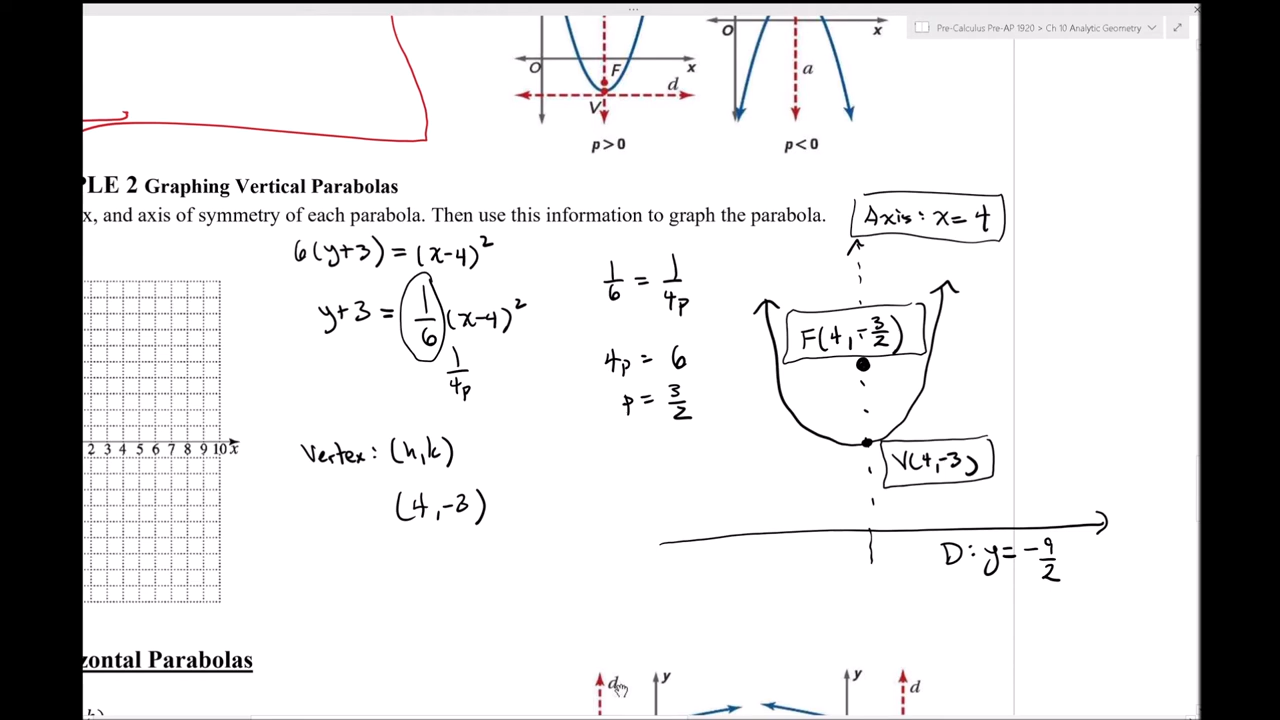 Pre-Calculus Pre-AP 1920 > Ch 10 Analytic Geometry
O F x d V
O x a
p > 0
p < 0
PLE 2 Graphing Vertical Parabolas
x, and axis of symmetry of each parabola. Then use this information to graph the parabola.
Axis: x = 4
6(y+3) = (x-4)²
y+3 = 1/6 (x-4)²
1/4p
1/6 = 1/4p
4p = 6
p = 3/2
F(4, -3/2)
2 3 4 5 6 7 8 9 10 x
Vertex: (h,k)
(4,-3)
V(4,-3)
D: y = -9/2
zontal Parabolas
d y
y d